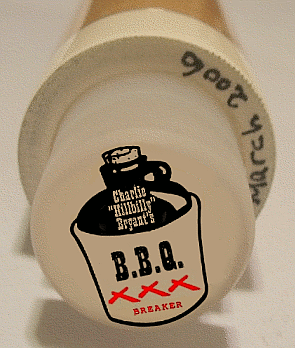 March 2006
Charlie
"Hillbilly"
Bryant's
B.B.Q.
XXX
BREAKER